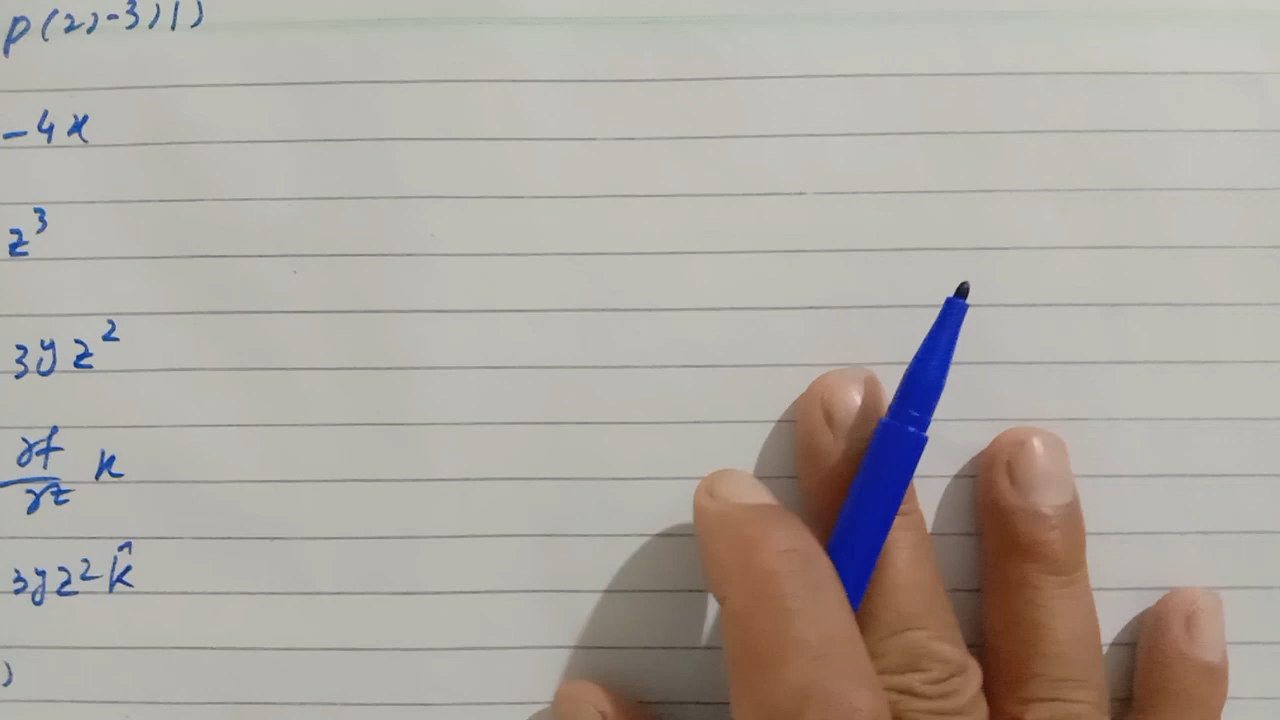 P(2,-3,1)
-4x
z³
3yz²
∂f/∂z k
3yz² k̂
)